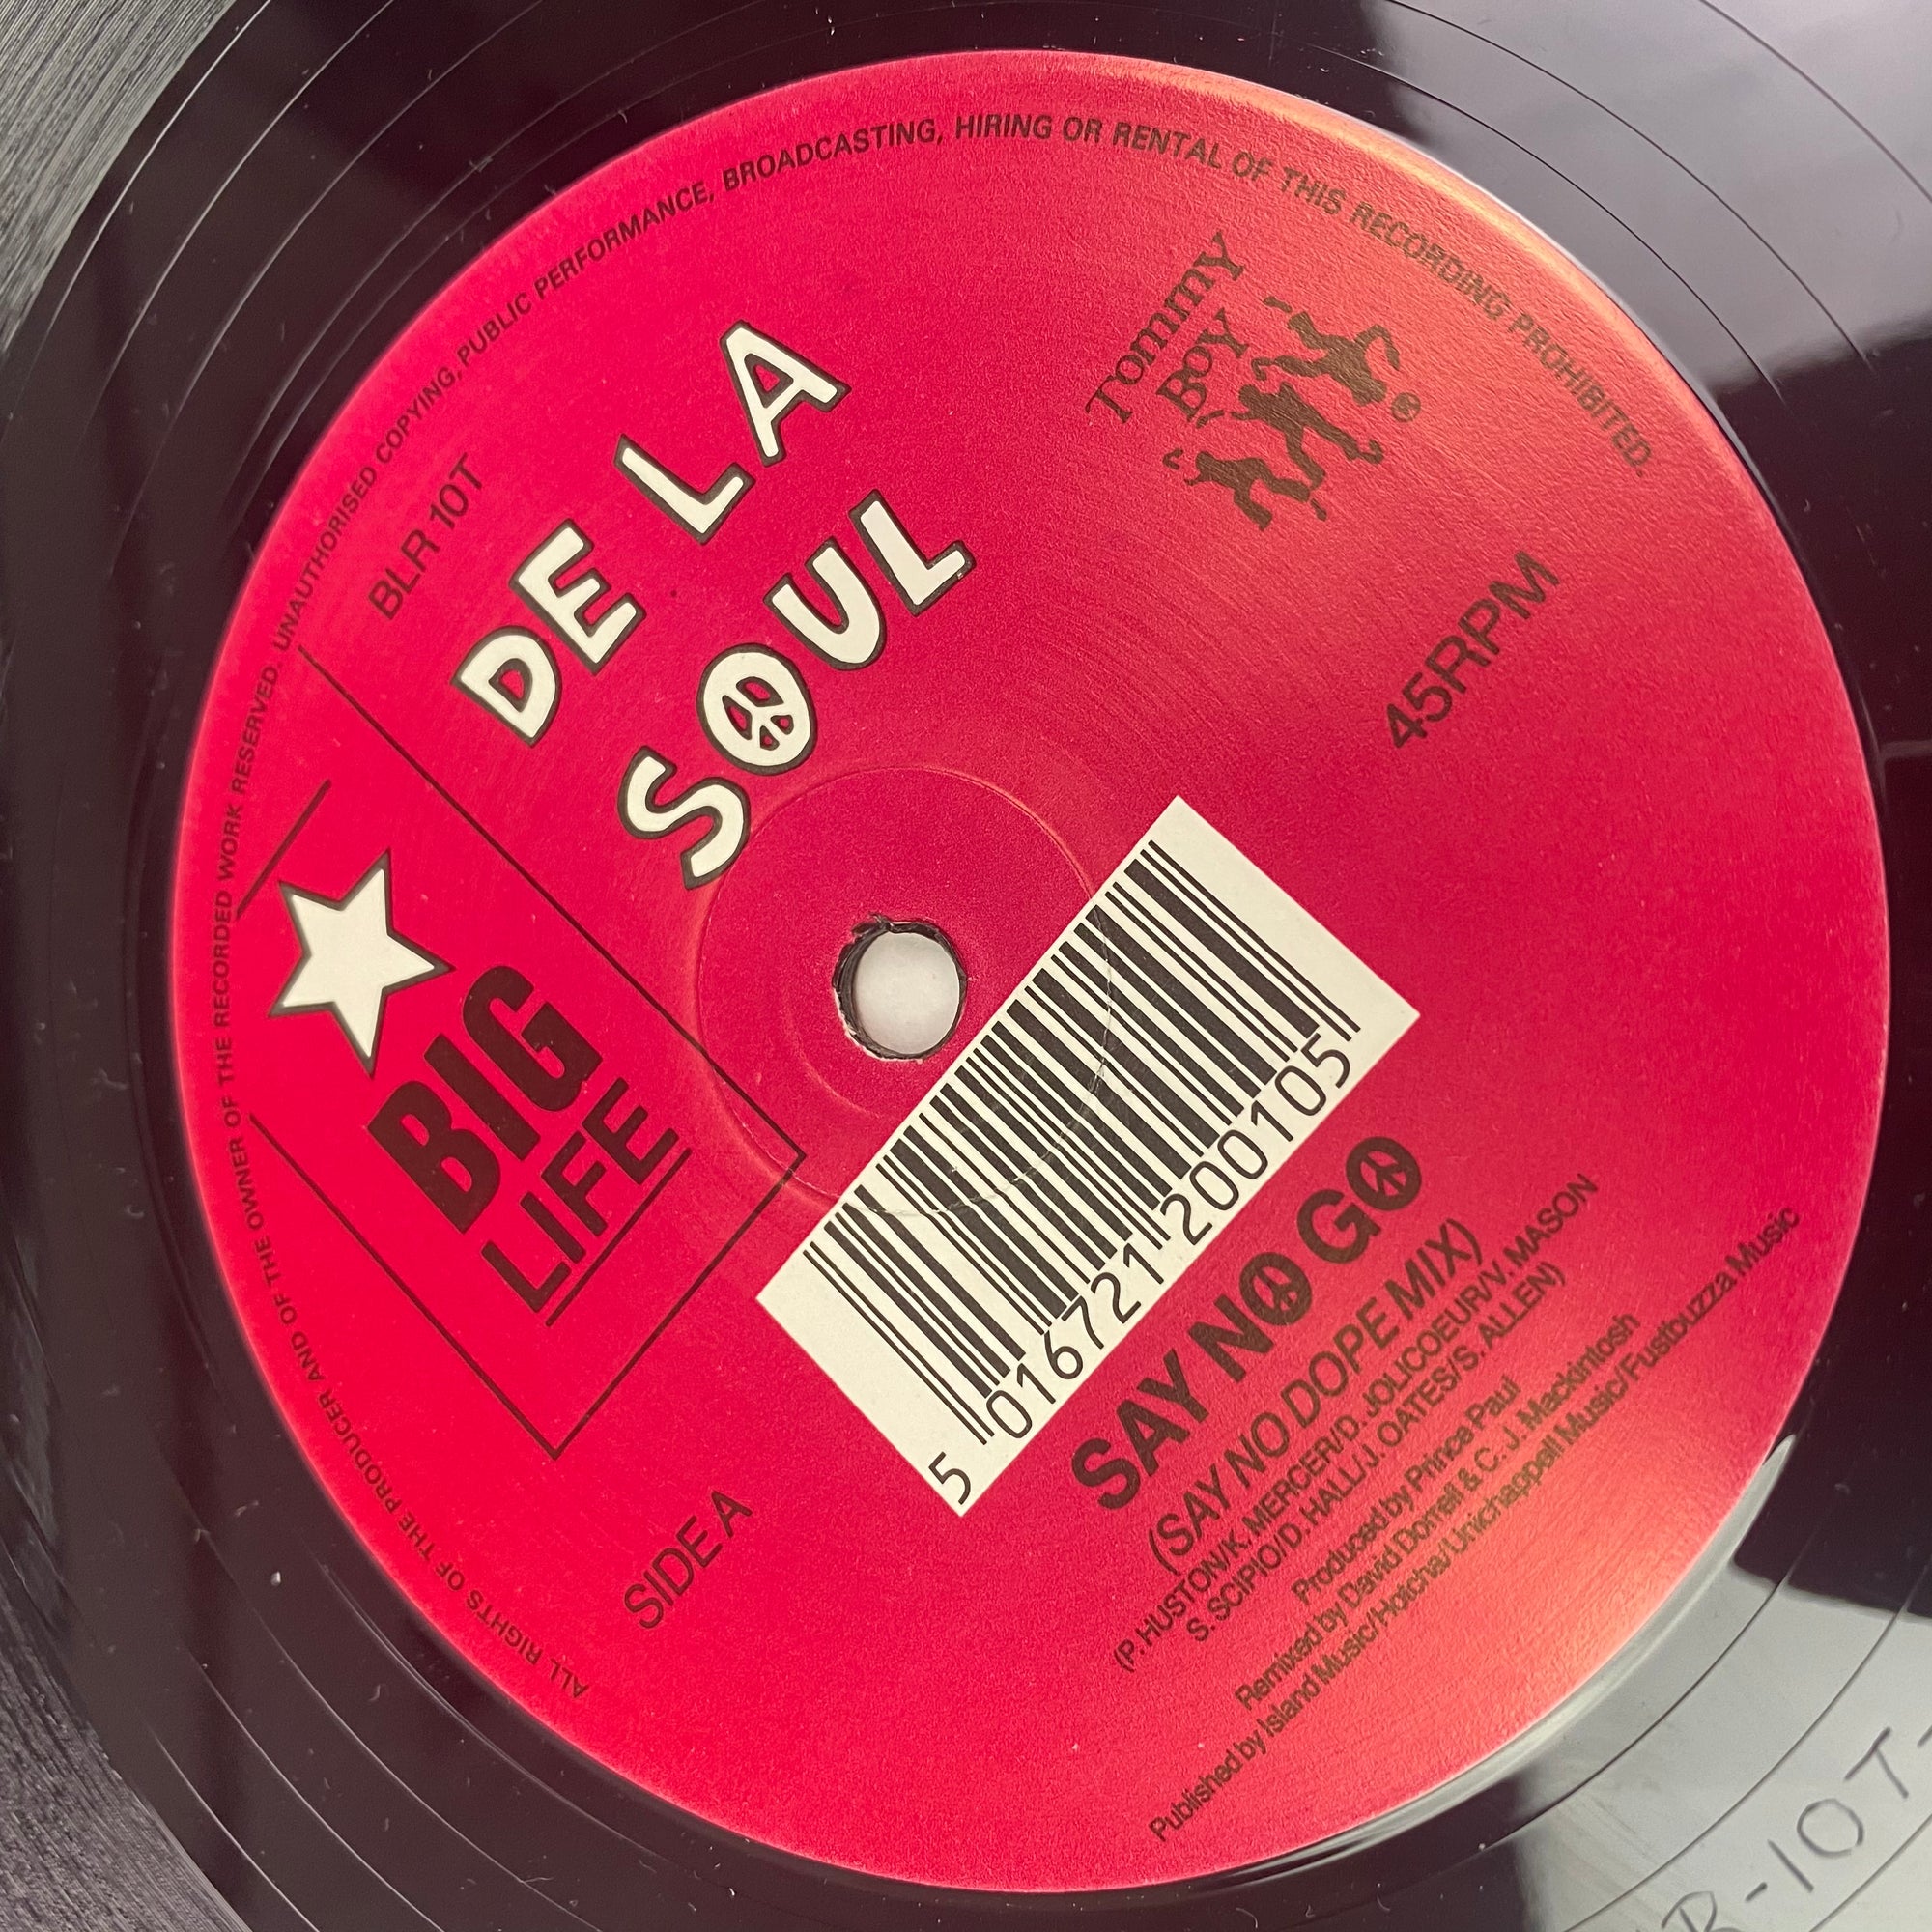 ALL RIGHTS OF THE PRODUCER AND OF THE OWNER OF THE RECORDED WORK RESERVED. UNAUTHORISED COPYING, PUBLIC PERFORMANCE, BROADCASTING, HIRING OR RENTAL OF THIS RECORDING PROHIBITED.
BLR 10T
DE LA
SOUL
Tommy
BOY
®
BIG
LIFE
45RPM
5 016721 200105
SIDE A
SAY NO GO
(SAY NO DOPE MIX)
(P. HUSTON/K. MERCER/D. JOLICOEUR/V. MASON
S. SCIPIO/D. HALL/J. OATES/S. ALLEN)
Produced by Prince Paul
Remixed by David Dorrell & C. J. Mackintosh
Published by Island Music/Hoticha/Unichappell Music/Fustbuzza Music
R-10T-